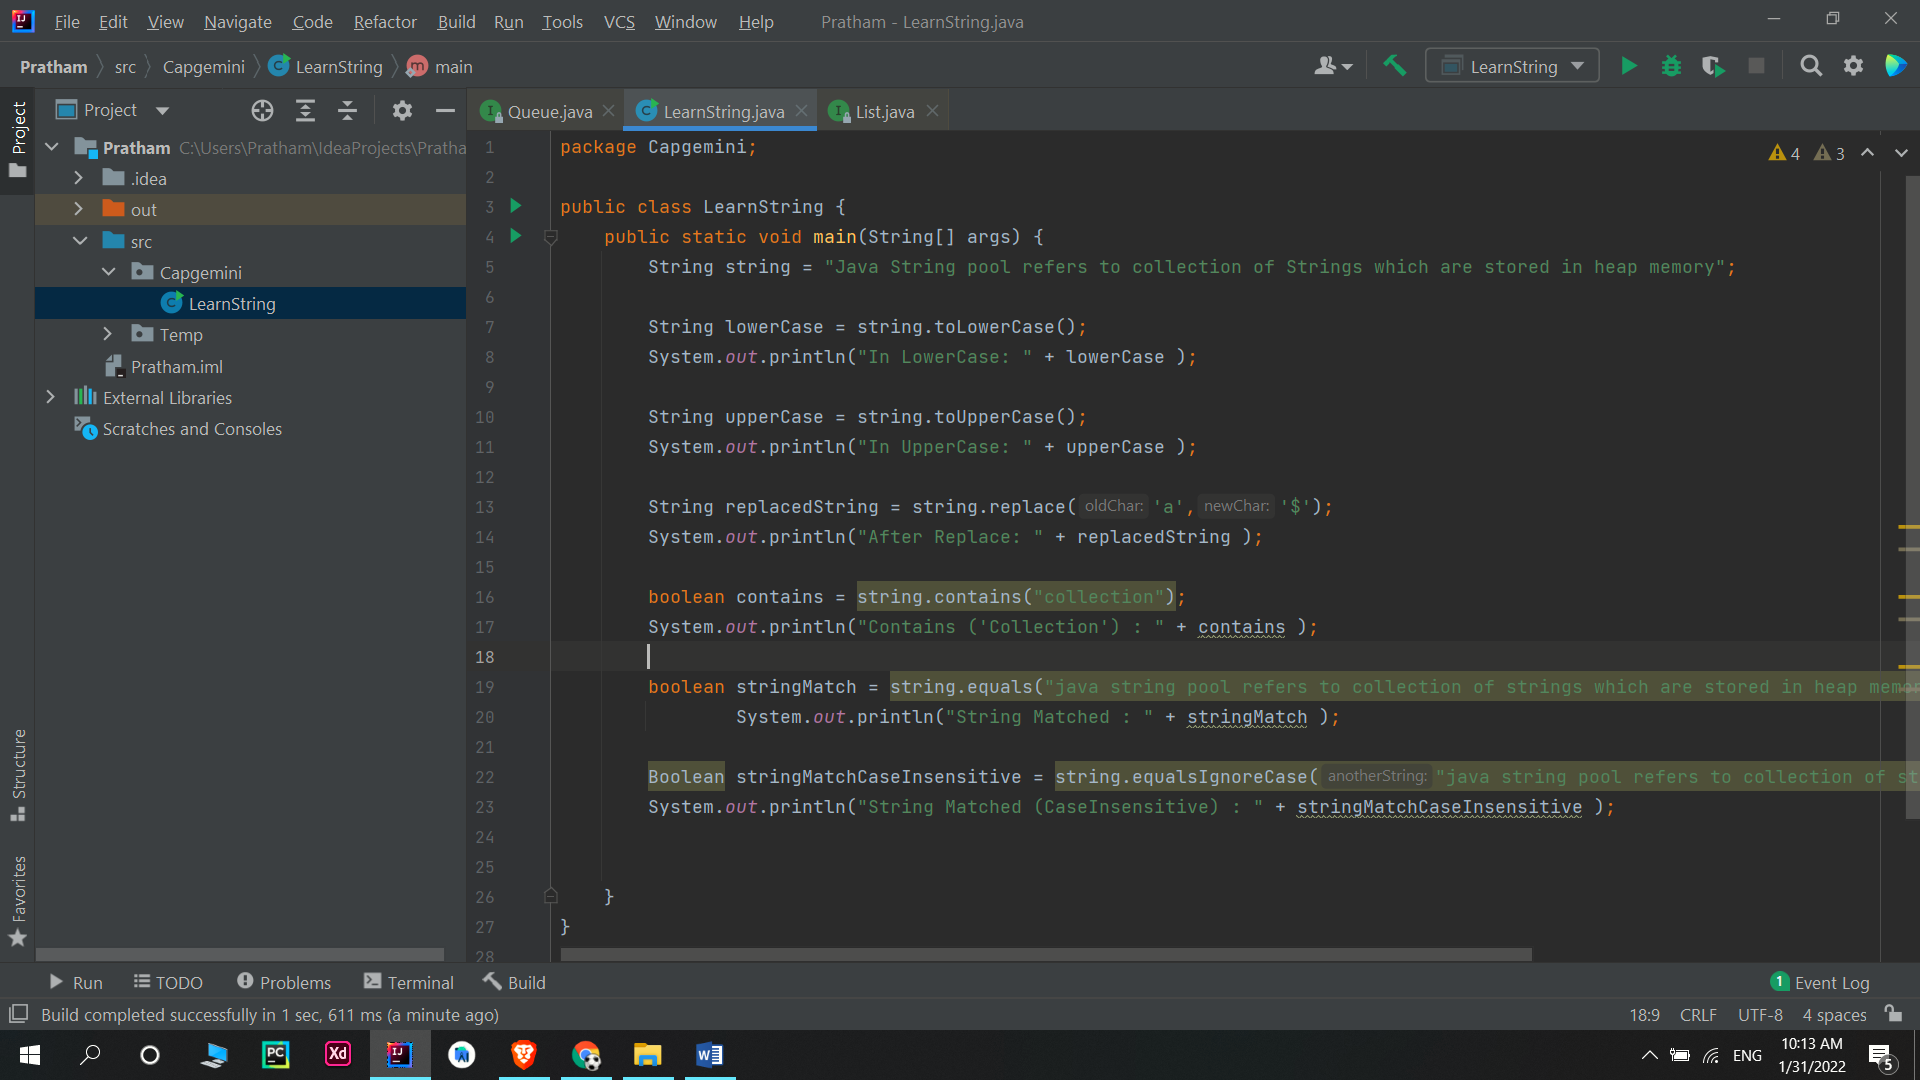 File Edit View Navigate Code Refactor Build Run Tools VCS Window Help Pratham - LearnString.java
Pratham src Capgemini LearnString main LearnString
Project
Queue.java LearnString.java List.java
Project
Pratham C:\Users\Pratham\IdeaProjects\Pratha
.idea
out
src
Capgemini
LearnString
Temp
Pratham.iml
External Libraries
Scratches and Consoles
Structure
Favorites
4 3
1 package Capgemini;
2
3 public class LearnString {
4 public static void main(String[] args) {
5 String string = "Java String pool refers to collection of Strings which are stored in heap memory";
6
7 String lowerCase = string.toLowerCase();
8 System.out.println("In LowerCase: " + lowerCase );
9
10 String upperCase = string.toUpperCase();
11 System.out.println("In UpperCase: " + upperCase );
12
13 String replacedString = string.replace( oldChar: 'a', newChar: '$');
14 System.out.println("After Replace: " + replacedString );
15
16 boolean contains = string.contains("collection");
17 System.out.println("Contains ('Collection') : " + contains );
18
19 boolean stringMatch = string.equals("java string pool refers to collection of strings which are stored in heap memor
20 System.out.println("String Matched : " + stringMatch );
21
22 Boolean stringMatchCaseInsensitive = string.equalsIgnoreCase( anotherString: "java string pool refers to collection of st
23 System.out.println("String Matched (CaseInsensitive) : " + stringMatchCaseInsensitive );
24
25
26 }
27 }
28
Run TODO Problems Terminal Build 1 Event Log
Build completed successfully in 1 sec, 611 ms (a minute ago) 18:9 CRLF UTF-8 4 spaces
PC Xd IJ W ENG 10:13 AM
1/31/2022 5